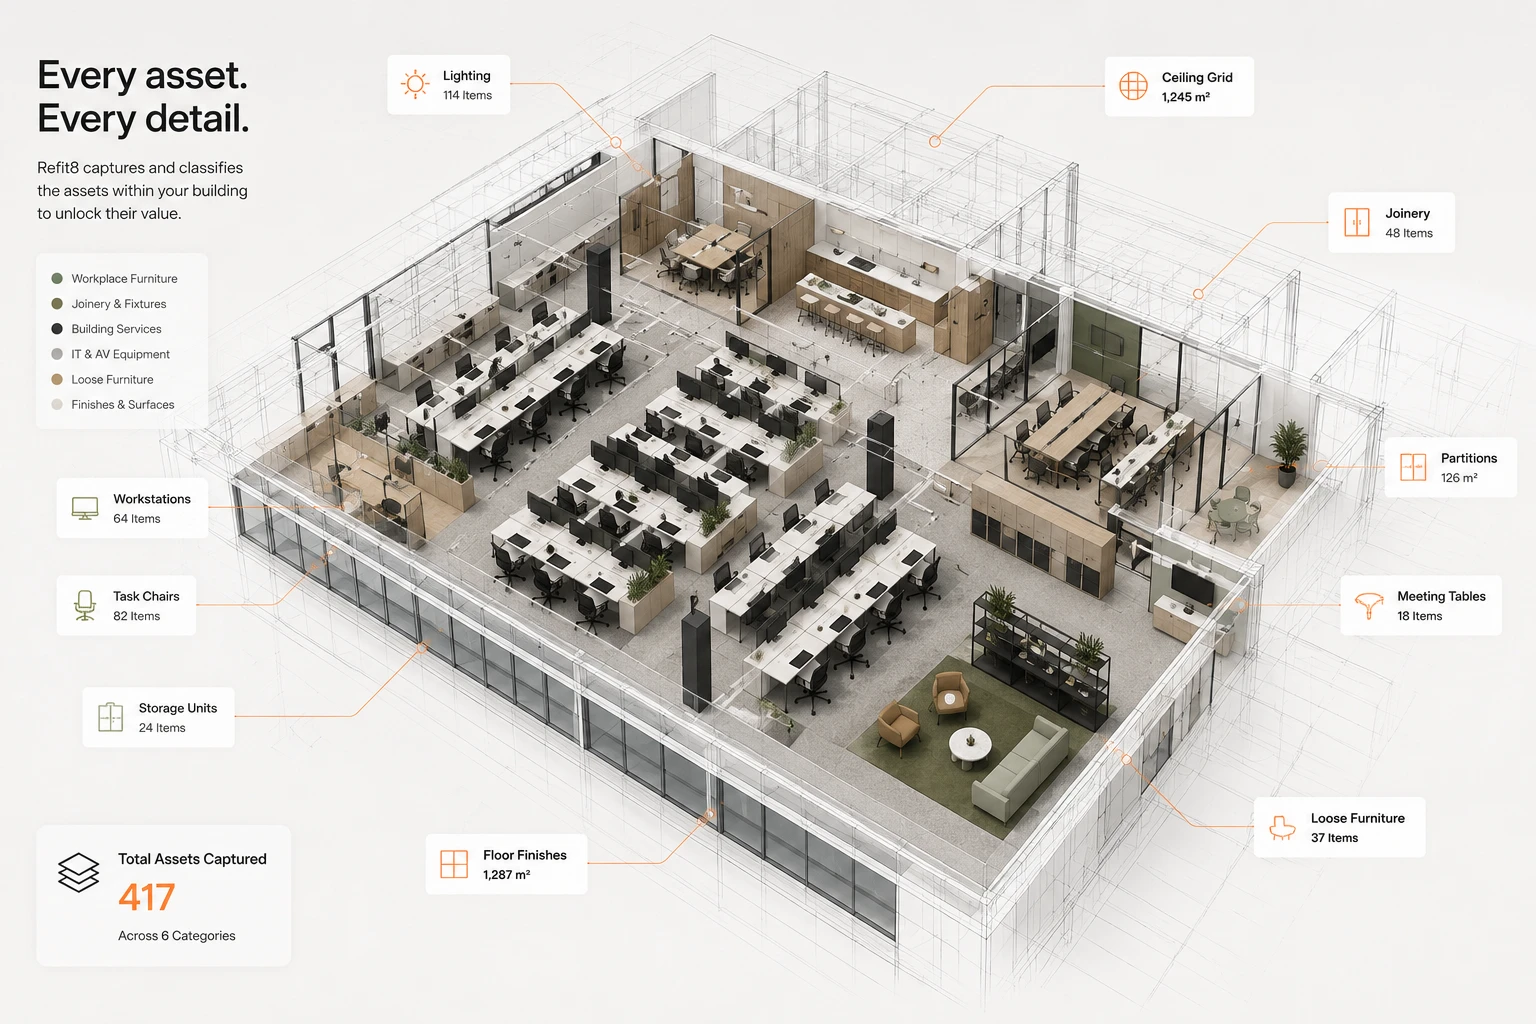 Every asset.
Every detail.
Refit8 captures and classifies
the assets within your building
to unlock their value.
Workplace Furniture
Joinery & Fixtures
Building Services
IT & AV Equipment
Loose Furniture
Finishes & Surfaces
Lighting
114 Items
Ceiling Grid
1,245 m²
Joinery
48 Items
Partitions
126 m²
Workstations
64 Items
Task Chairs
82 Items
Meeting Tables
18 Items
Storage Units
24 Items
Loose Furniture
37 Items
Floor Finishes
1,287 m²
Total Assets Captured
417
Across 6 Categories